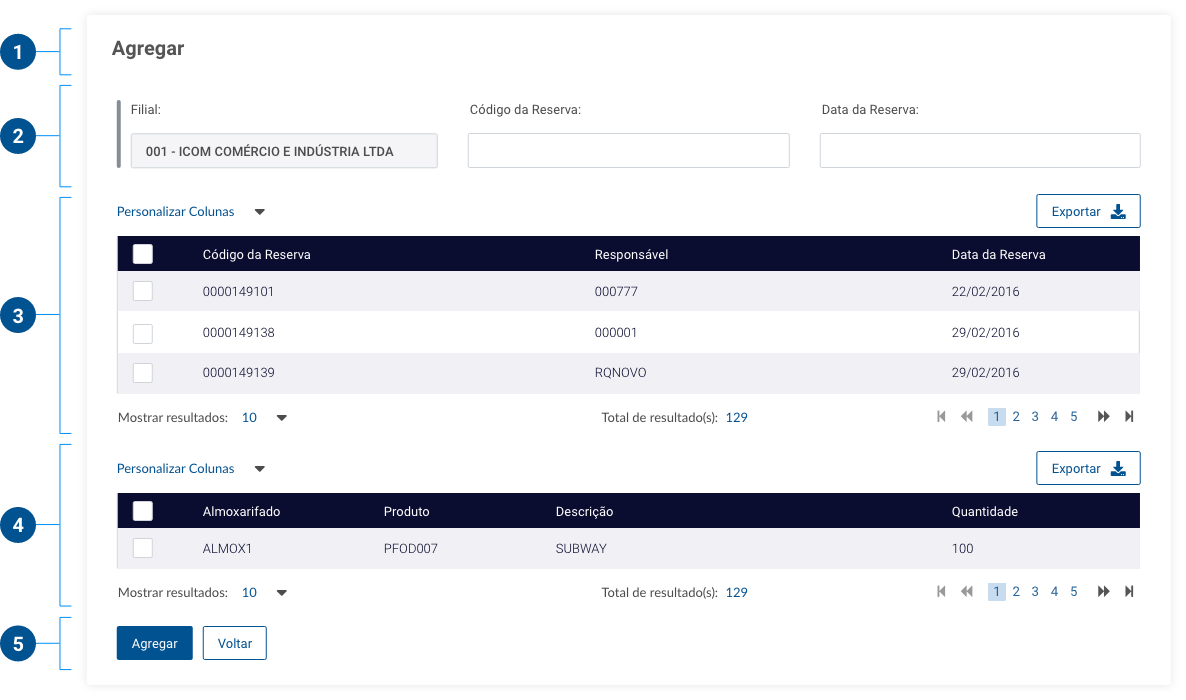 1
Agregar
2
Filial: Código da Reserva: Data da Reserva:
001 - ICOM COMÉRCIO E INDÚSTRIA LTDA
3
Personalizar Colunas Exportar
Código da Reserva Responsável Data da Reserva
0000149101 000777 22/02/2016
0000149138 000001 29/02/2016
0000149139 RQNOVO 29/02/2016
Mostrar resultados: 10 Total de resultado(s): 129 1 2 3 4 5
4
Personalizar Colunas Exportar
Almoxarifado Produto Descrição Quantidade
ALMOX1 PFOD007 SUBWAY 100
Mostrar resultados: 10 Total de resultado(s): 129 1 2 3 4 5
5
Agregar Voltar